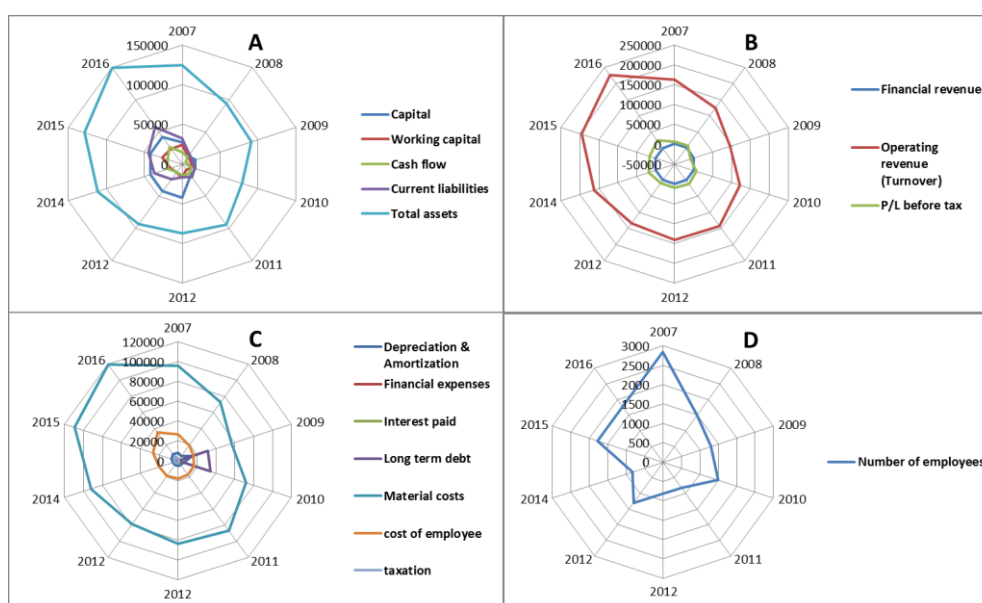 A
2007
2008
2009
2010
2011
2012
2012
2014
2015
2016
150000
100000
50000
0
Capital
Working capital
Cash flow
Current liabilities
Total assets
B
2007
2008
2009
2010
2011
2012
2012
2014
2015
2016
250000
200000
150000
100000
50000
0
-50000
Financial revenue
Operating
revenue
(Turnover)
P/L before tax
C
2007
2008
2009
2010
2011
2012
2012
2014
2015
2016
120000
100000
80000
60000
40000
20000
0
Depreciation &
Amortization
Financial expenses
Interest paid
Long term debt
Material costs
cost of employee
taxation
D
2007
2008
2009
2010
2011
2012
2012
2014
2015
2016
3000
2500
2000
1500
1000
500
0
Number of employees